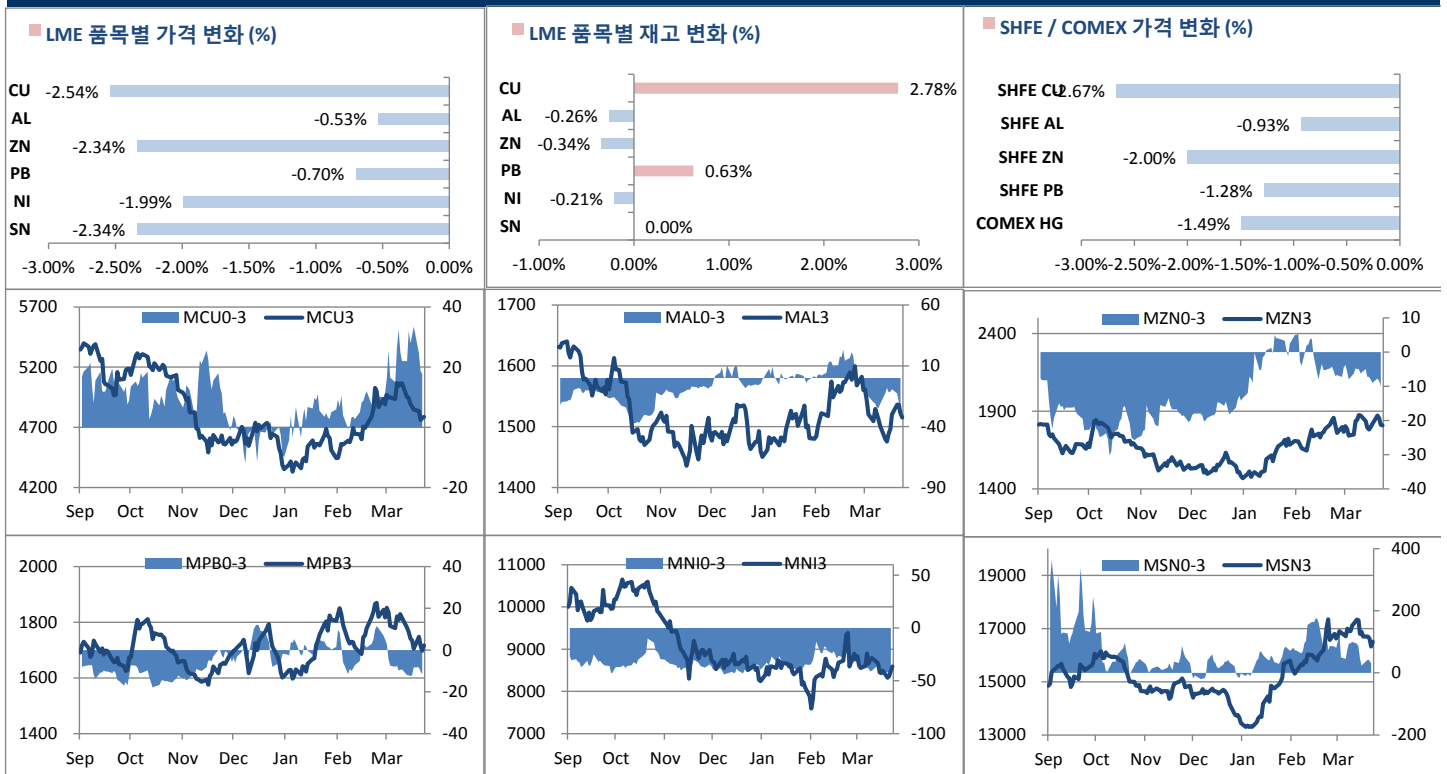 LME 품목별 가격 변화 (%)
CU -2.54%
AL -0.53%
ZN -2.34%
PB -0.70%
NI -1.99%
SN -2.34%
-3.00% -2.50% -2.00% -1.50% -1.00% -0.50% 0.00%
LME 품목별 재고 변화 (%)
CU 2.78%
AL -0.26%
ZN -0.34%
PB 0.63%
NI -0.21%
SN 0.00%
-1.00% 0.00% 1.00% 2.00% 3.00%
SHFE / COMEX 가격 변화 (%)
SHFE CU -2.67%
SHFE AL -0.93%
SHFE ZN -2.00%
SHFE PB -1.28%
COMEX HG -1.49%
-3.00% -2.50% -2.00% -1.50% -1.00% -0.50% 0.00%
MCU0-3 MCU3
5700 40
5200 20
4700 0
4200 -20
Sep Oct Nov Dec Jan Feb Mar
MAL0-3 MAL3
1700 60
1600 10
1500 -40
1400 -90
Sep Oct Nov Dec Jan Feb Mar
MZN0-3 MZN3
10
2400 0
-10
1900 -20
-30
1400 -40
Sep Oct Nov Dec Jan Feb Mar
MPB0-3 MPB3
2000 40
1800 20
0
1600 -20
1400 -40
Sep Oct Nov Dec Jan Feb Mar
MNI0-3 MNI3
11000 50
10000 0
9000
8000 -50
7000 -100
Sep Oct Nov Dec Jan Feb Mar
MSN0-3 MSN3
19000 400
17000 200
15000 0
13000 -200
Sep Oct Nov Dec Jan Feb Mar